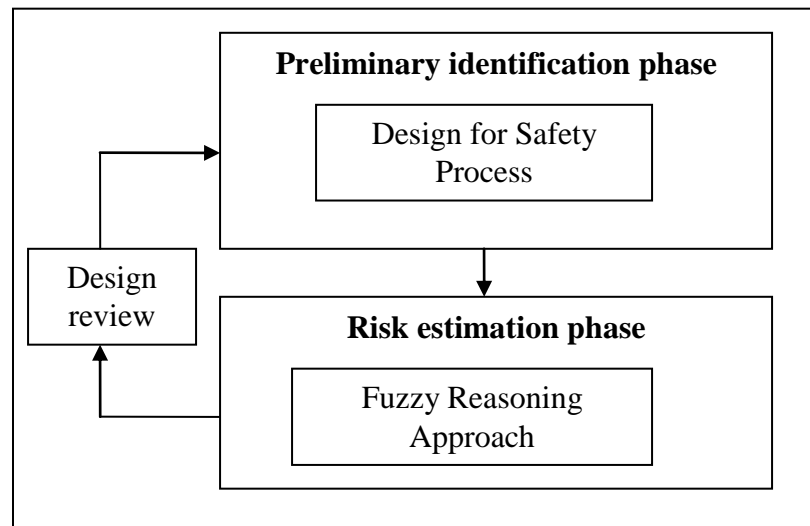 Preliminary identification phase
Design for Safety
Process
Design
review
Risk estimation phase
Fuzzy Reasoning
Approach